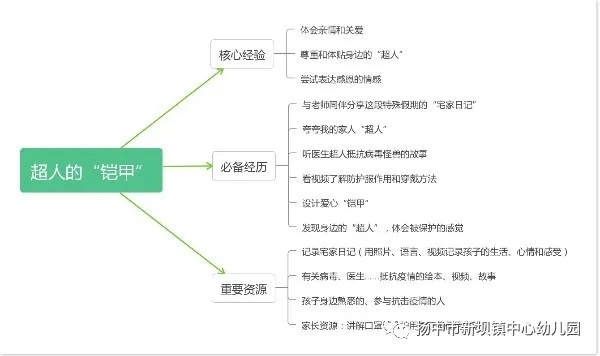 体会亲情和关爱
核心经验
尊重和体贴身边的“超人”
尝试表达感恩的情感
与老师同伴分享这段特殊假期的“宅家日记”
夸夸我的家人“超人”
听医生超人抵抗病毒怪兽的故事
超人的“铠甲”
必备经历
看视频了解防护服作用和穿戴方法
设计爱心“铠甲”
发现身边的“超人”，体会被保护的感觉
记录宅家日记（用照片、语言、视频记录孩子的生活、心情和感受）
有关病毒、医生……抵抗疫情的绘本、视频、故事
重要资源
孩子身边熟悉的、参与抗击疫情的人
家长资源：讲解口罩
扬中市新坝镇中心幼儿园